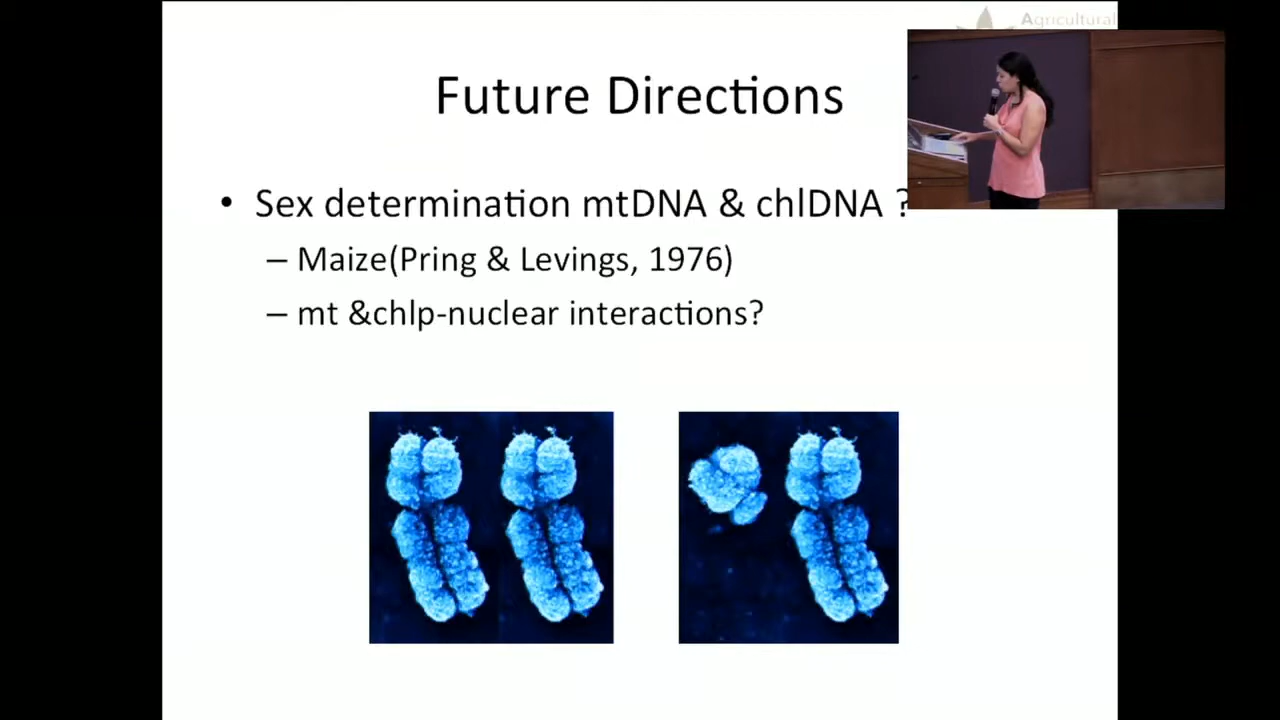 Agricultural
Future Directions
• Sex determination mtDNA & chlDNA ?
– Maize(Pring & Levings, 1976)
– mt &chlp-nuclear interactions?